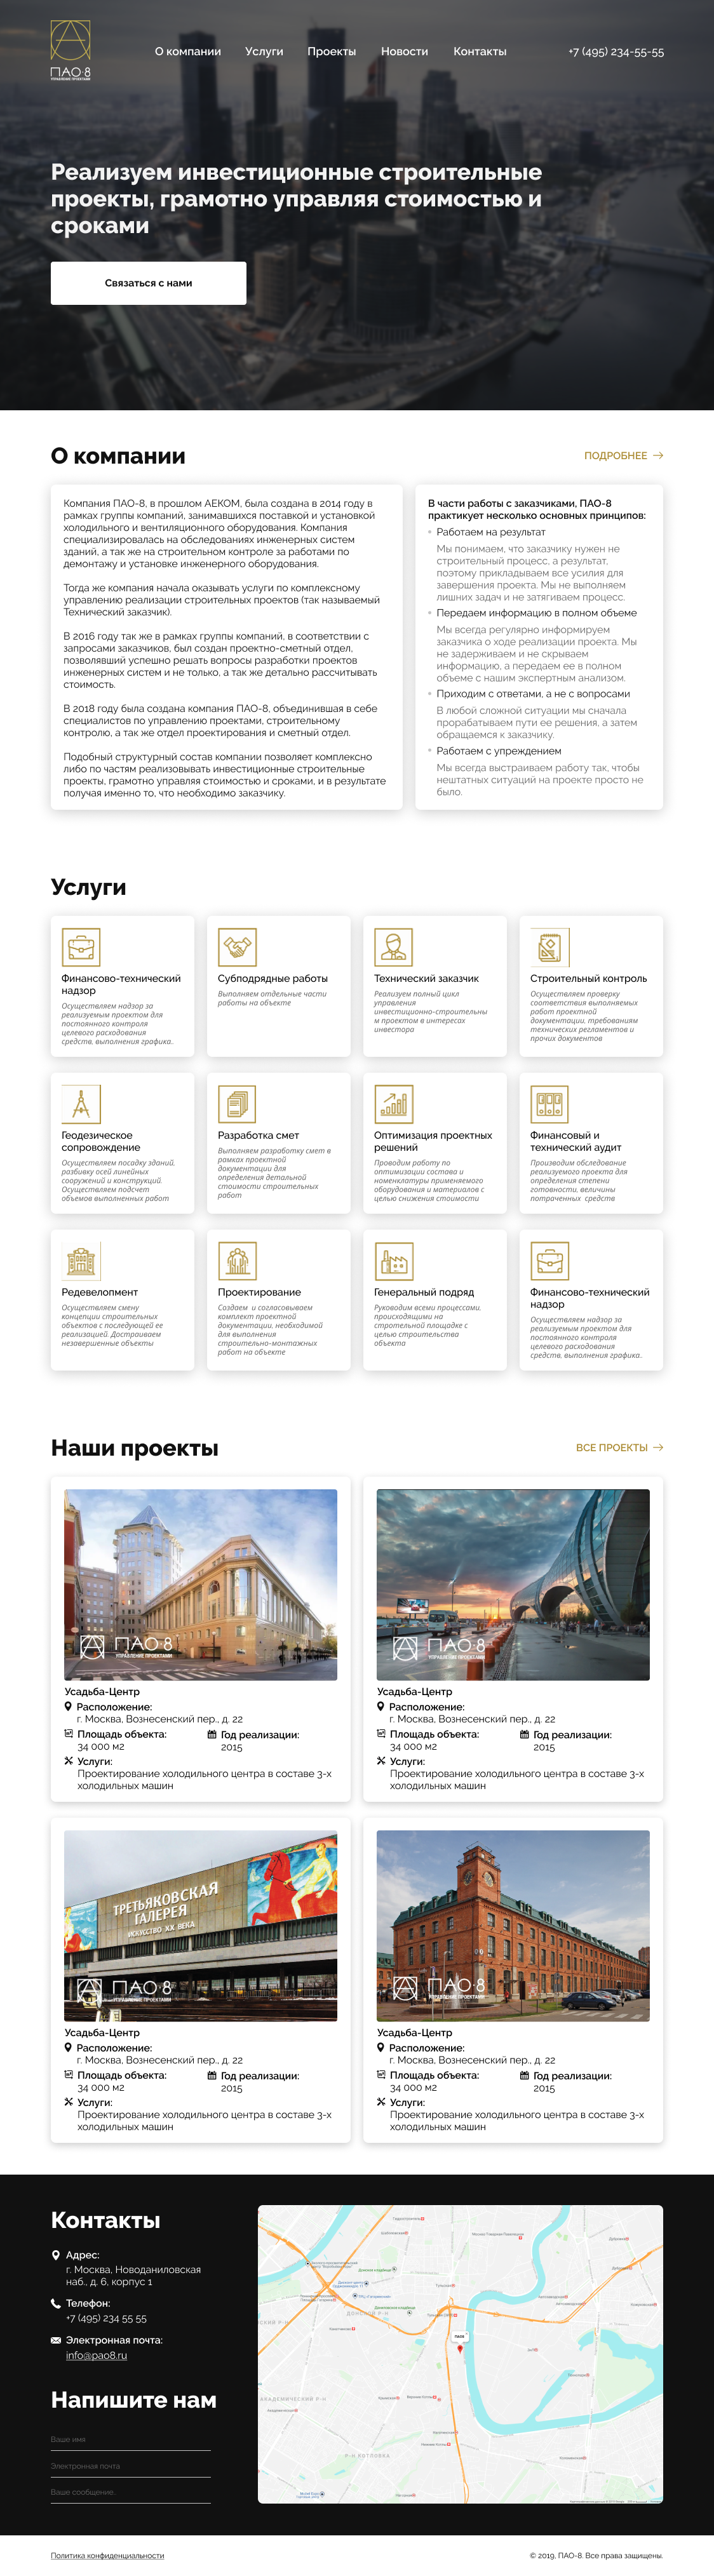 ПАО·8
УПРАВЛЕНИЕ ПРОЕКТАМИ
О компании Услуги Проекты Новости Контакты +7 (495) 234-55-55
Реализуем инвестиционные строительные
проекты, грамотно управляя стоимостью и
сроками
Связаться с нами
О компании
ПОДРОБНЕЕ
Компания ПАО-8, в прошлом АЕКОМ, была создана в 2014 году в
рамках группы компаний, занимавшихся поставкой и установкой
холодильного и вентиляционного оборудования. Компания
специализировалась на обследованиях инженерных систем
зданий, а так же на строительном контроле за работами по
демонтажу и установке инженерного оборудования.
Тогда же компания начала оказывать услуги по комплексному
управлению реализации строительных проектов (так называемый
Технический заказчик).
В 2016 году так же в рамках группы компаний, в соответствии с
запросами заказчиков, был создан проектно-сметный отдел,
позволявший успешно решать вопросы разработки проектов
инженерных систем и не только, а так же детально рассчитывать
стоимость.
В 2018 году была создана компания ПАО-8, объединившая в себе
специалистов по управлению проектами, строительному
контролю, а так же отдел проектирования и сметный отдел.
Подобный структурный состав компании позволяет комплексно
либо по частям реализовывать инвестиционные строительные
проекты, грамотно управляя стоимостью и сроками, и в результате
получая именно то, что необходимо заказчику.
В части работы с заказчиками, ПАО-8
практикует несколько основных принципов:
Работаем на результат
Мы понимаем, что заказчику нужен не
строительный процесс, а результат,
поэтому прикладываем все усилия для
завершения проекта. Мы не выполняем
лишних задач и не затягиваем процесс.
Передаем информацию в полном объеме
Мы всегда регулярно информируем
заказчика о ходе реализации проекта. Мы
не задерживаем и не скрываем
информацию, а передаем ее в полном
объеме с нашим экспертным анализом.
Приходим с ответами, а не с вопросами
В любой сложной ситуации мы сначала
прорабатываем пути ее решения, а затем
обращаемся к заказчику.
Работаем с упреждением
Мы всегда выстраиваем работу так, чтобы
нештатных ситуаций на проекте просто не
было.
Услуги
Финансово-технический
надзор
Осуществляем надзор за
реализуемым проектом для
постоянного контроля
целевого расходования
средств, выполнения графика.
Субподрядные работы
Выполняем отдельные части
работы на объекте
Технический заказчик
Реализуем полный цикл
управления
инвестиционно-строительны
м проектом в интересах
инвестора
Строительный контроль
Осуществляем проверку
соответствия выполняемых
работ проектной
документации, требованиям
технических регламентов и
прочих документов
Геодезическое
сопровождение
Осуществляем посадку зданий,
разбивку осей линейных
сооружений и конструкций.
Осуществляем подсчет
объемов выполненных работ
Разработка смет
Выполняем разработку смет в
рамках проектной
документации для
определения детальной
стоимости строительных
работ
Оптимизация проектных
решений
Проводим работу по
оптимизации состава и
номенклатуры применяемого
оборудования и материалов с
целью снижения стоимости
Финансовый и
технический аудит
Производим обследование
реализуемого проекта для
определения степени
готовности, величины
потраченных средств
Редевелопмент
Осуществляем смену
концепции строительных
объектов с последующей ее
реализацией. Достраиваем
незавершенные объекты
Проектирование
Создаем и согласовываем
комплект проектной
документации, необходимой
для выполнения
строительно-монтажных
работ на объекте
Генеральный подряд
Руководим всеми процессами,
происходящими на
стротельной площадке с
целью строительства
объекта
Финансово-технический
надзор
Осуществляем надзор за
реализуемым проектом для
постоянного контроля
целевого расходования
средств, выполнения графика.
Наши проекты
ВСЕ ПРОЕКТЫ
ПАО·8
УПРАВЛЕНИЕ ПРОЕКТАМИ
Усадьба-Центр
Расположение:
г. Москва, Вознесенский пер., д. 22
Площадь объекта:
34 000 м2
Год реализации:
2015
Услуги:
Проектирование холодильного центра в составе 3-х
холодильных машин
ПАО·8
УПРАВЛЕНИЕ ПРОЕКТАМИ
Усадьба-Центр
Расположение:
г. Москва, Вознесенский пер., д. 22
Площадь объекта:
34 000 м2
Год реализации:
2015
Услуги:
Проектирование холодильного центра в составе 3-х
холодильных машин
ТРЕТЬЯКОВСКАЯ
ГАЛЕРЕЯ
ИСКУССТВО XX ВЕКА
ПАО·8
УПРАВЛЕНИЕ ПРОЕКТАМИ
Усадьба-Центр
Расположение:
г. Москва, Вознесенский пер., д. 22
Площадь объекта:
34 000 м2
Год реализации:
2015
Услуги:
Проектирование холодильного центра в составе 3-х
холодильных машин
ПАО·8
УПРАВЛЕНИЕ ПРОЕКТАМИ
Усадьба-Центр
Расположение:
г. Москва, Вознесенский пер., д. 22
Площадь объекта:
34 000 м2
Год реализации:
2015
Услуги:
Проектирование холодильного центра в составе 3-х
холодильных машин
Контакты
Адрес:
г. Москва, Новоданиловская
наб., д. 6, корпус 1
Телефон:
+7 (495) 234 55 55
Электронная почта:
info@pao8.ru
Напишите нам
Ваше имя
Электронная почта
Ваше сообщение..
ДОНСКОЙ Р-Н
АКАДЕМИЧЕСКИЙ Р-Н
Р-Н КОТЛОВКА
ПАО8
Политика конфиденциальности
© 2019, ПАО-8. Все права защищены.